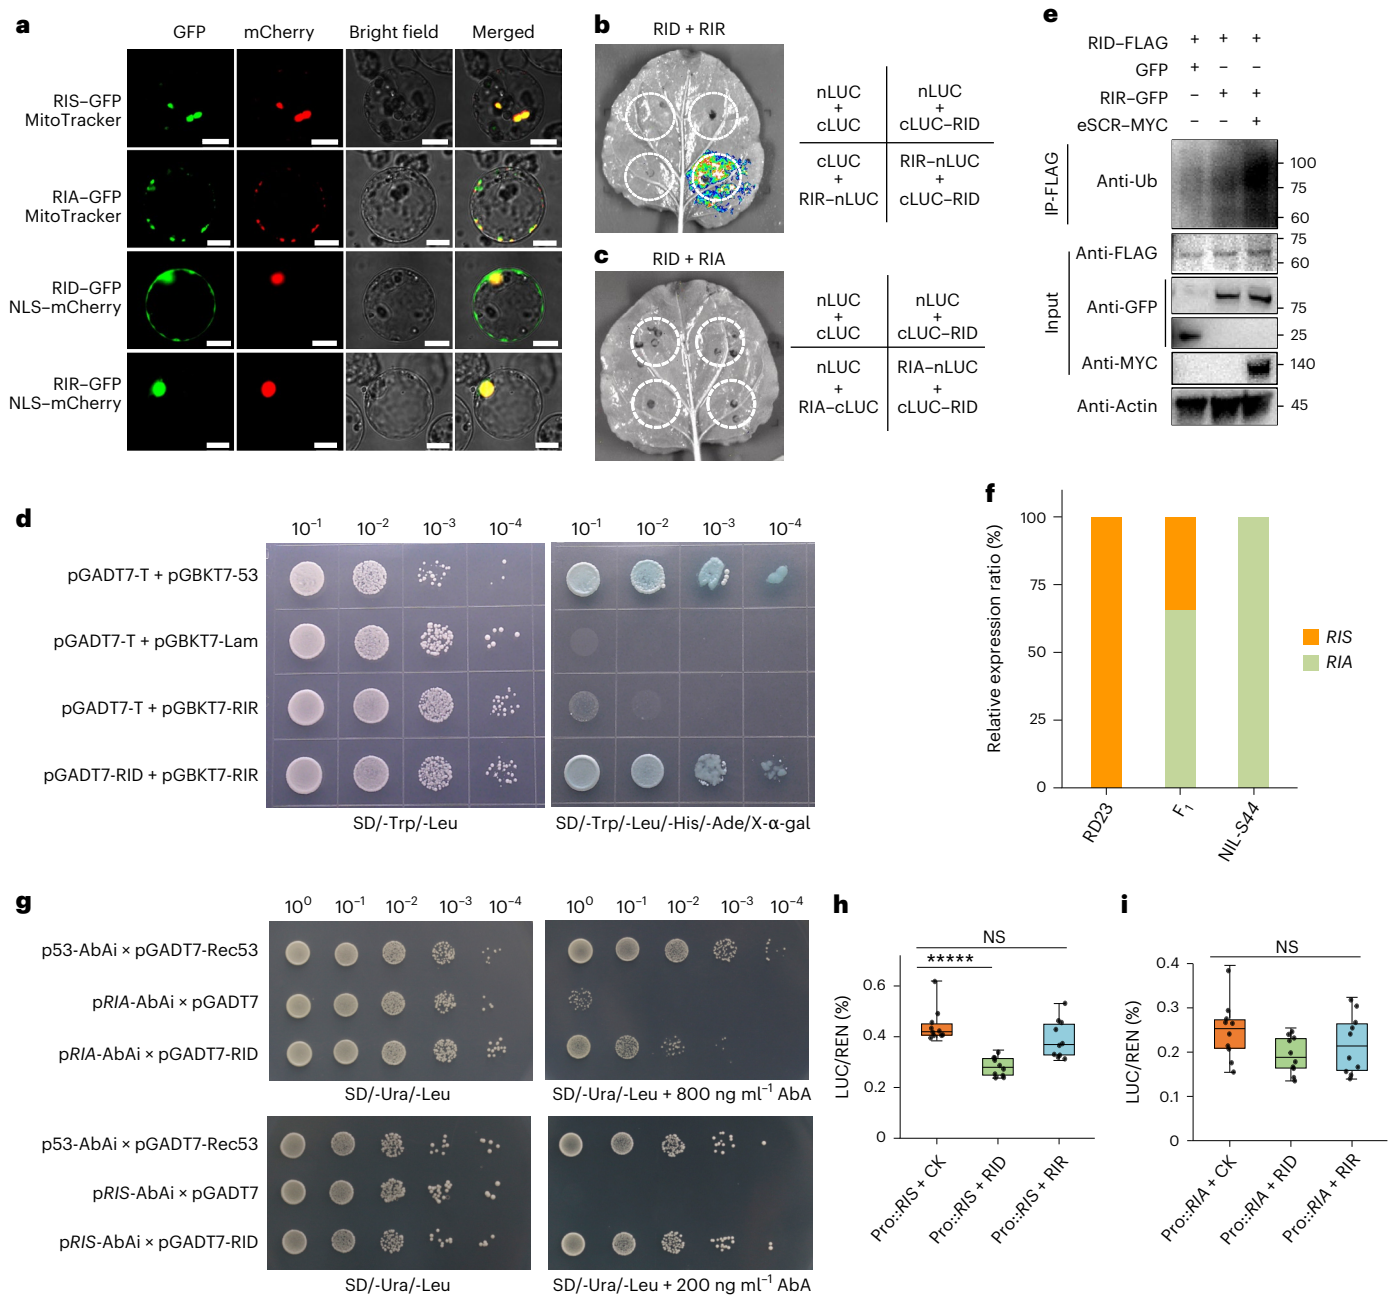 a
GFP
mCherry
Bright field
Merged
RIS–GFP
MitoTracker
RIA–GFP
MitoTracker
RID–GFP
NLS–mCherry
RIR–GFP
NLS–mCherry
b
RID + RIR
nLUC
+
cLUC
nLUC
+
cLUC–RID
cLUC
+
RIR–nLUC
RIR–nLUC
+
cLUC–RID
c
RID + RIA
nLUC
+
cLUC
nLUC
+
cLUC–RID
nLUC
+
RIA–cLUC
RIA–nLUC
+
cLUC–RID
e
RID–FLAG + + +
GFP + – –
RIR–GFP – + +
eSCR–MYC – – +
IP-FLAG
Anti-Ub
100
75
60
Input
Anti-FLAG
75
60
Anti-GFP
75
25
Anti-MYC
140
Anti-Actin
45
d
10⁻¹ 10⁻² 10⁻³ 10⁻⁴
10⁻¹ 10⁻² 10⁻³ 10⁻⁴
pGADT7-T + pGBKT7-53
pGADT7-T + pGBKT7-Lam
pGADT7-T + pGBKT7-RIR
pGADT7-RID + pGBKT7-RIR
SD/-Trp/-Leu
SD/-Trp/-Leu/-His/-Ade/X-α-gal
f
Relative expression ratio (%)
100
75
50
25
0
RD23
F₁
NIL-S44
RIS
RIA
g
10⁰ 10⁻¹ 10⁻² 10⁻³ 10⁻⁴
10⁰ 10⁻¹ 10⁻² 10⁻³ 10⁻⁴
p53-AbAi × pGADT7-Rec53
pRIA-AbAi × pGADT7
pRIA-AbAi × pGADT7-RID
SD/-Ura/-Leu
SD/-Ura/-Leu + 800 ng ml⁻¹ AbA
p53-AbAi × pGADT7-Rec53
pRIS-AbAi × pGADT7
pRIS-AbAi × pGADT7-RID
SD/-Ura/-Leu
SD/-Ura/-Leu + 200 ng ml⁻¹ AbA
h
NS
*****
LUC/REN (%)
0.6
0.4
0.2
0
Pro::RIS + CK
Pro::RIS + RID
Pro::RIS + RIR
i
NS
LUC/REN (%)
0.4
0.3
0.2
0.1
0
Pro::RIA + CK
Pro::RIA + RID
Pro::RIA + RIR